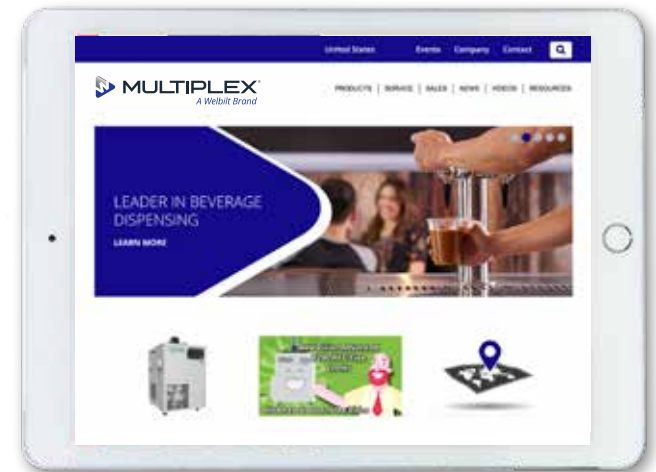 United States Events Company Contact
MULTIPLEX
A Welbilt Brand
PRODUCTS | SERVICE | SALES | NEWS | VIDEOS | RESOURCES
LEADER IN BEVERAGE
DISPENSING
LEARN MORE